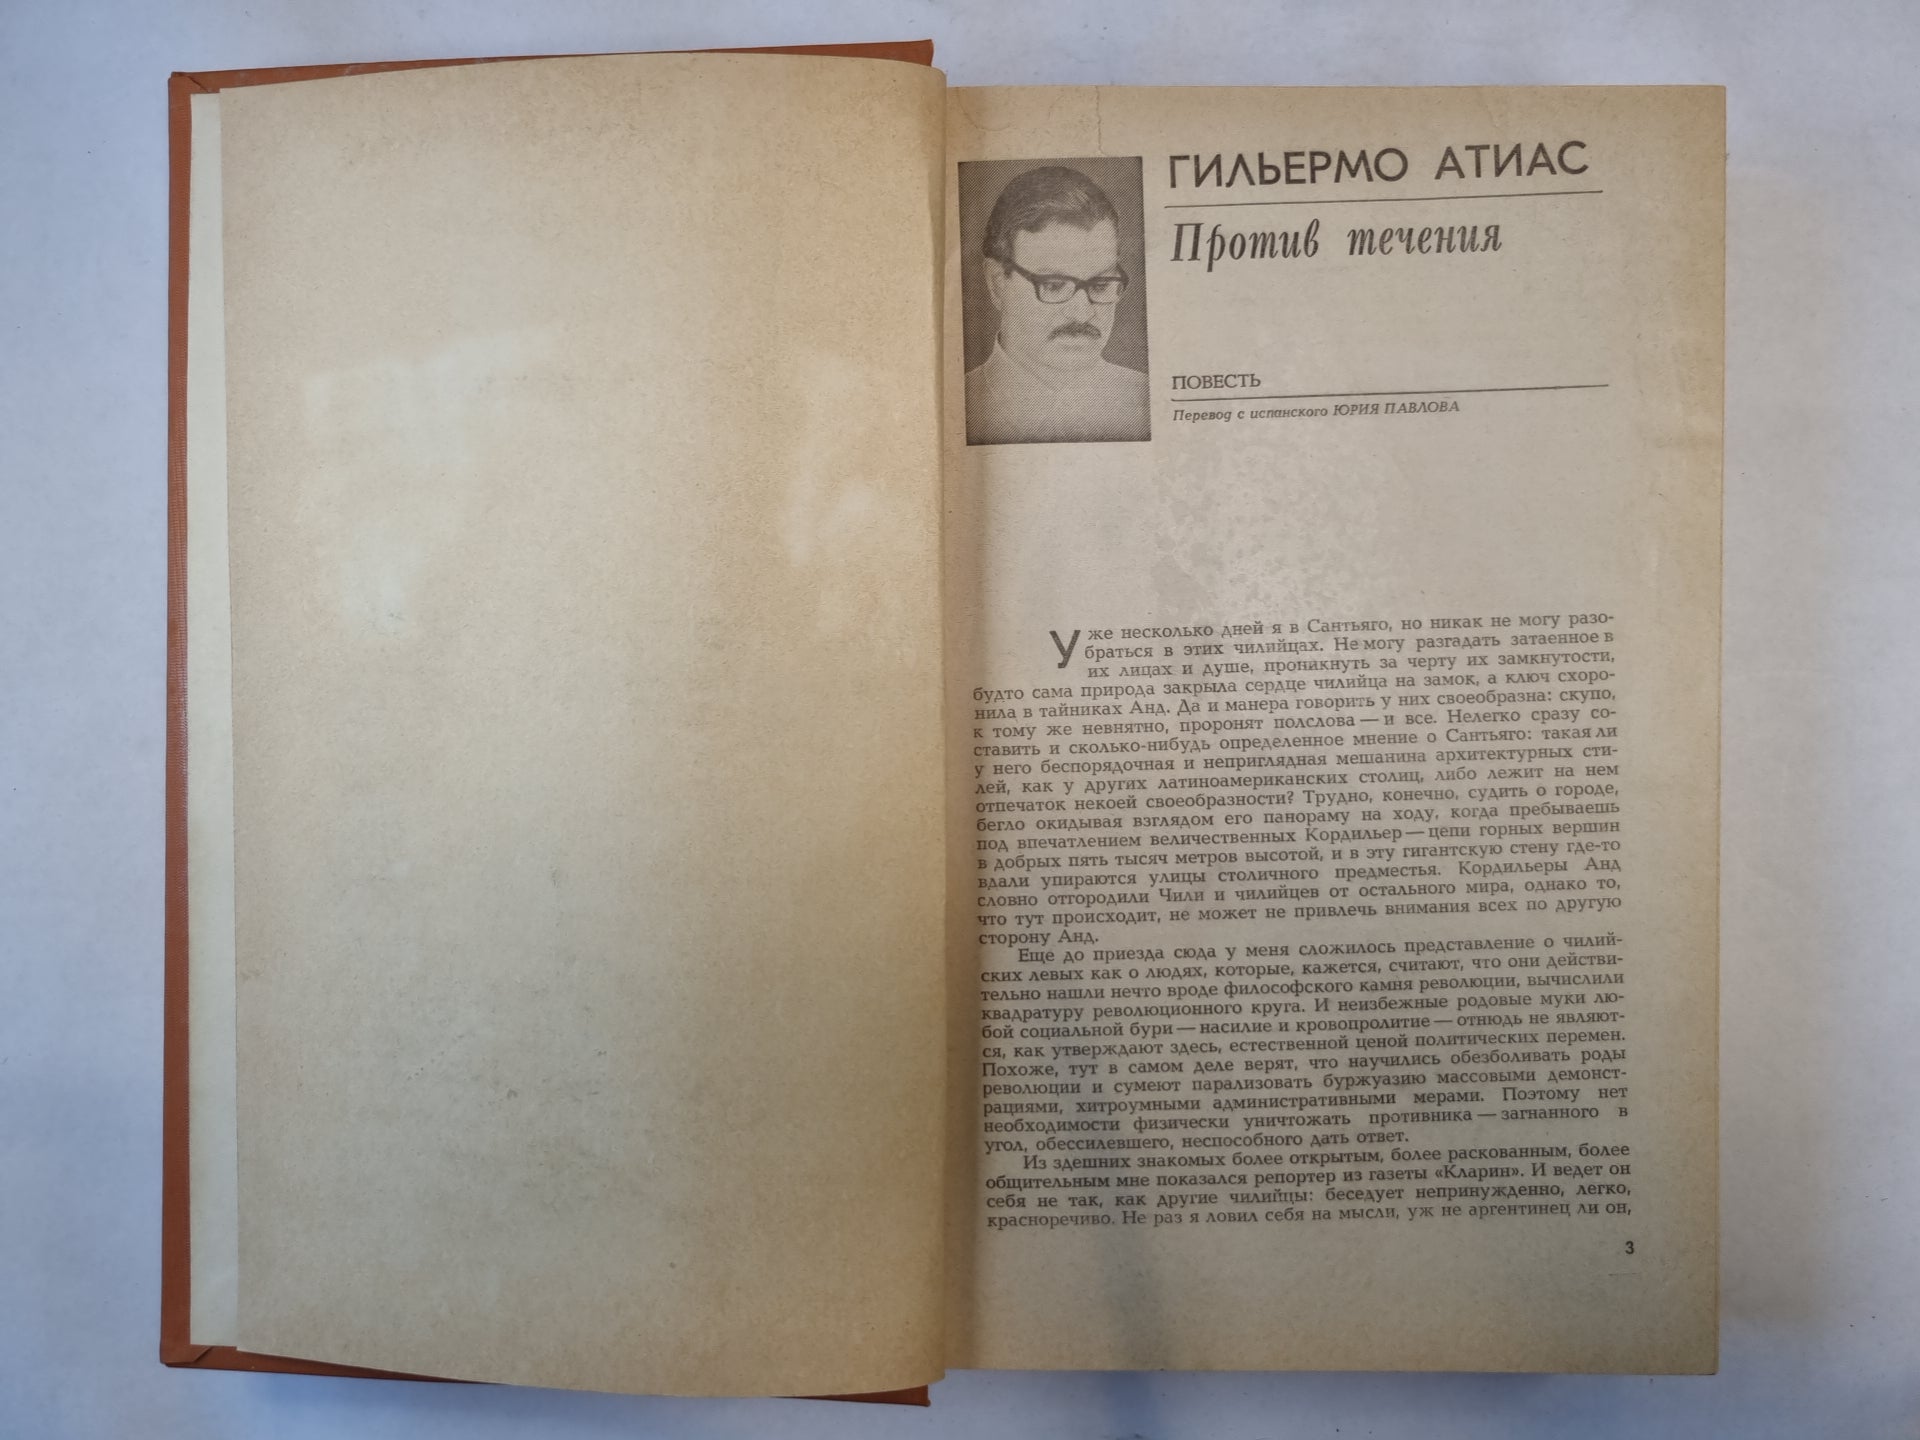 ГИЛЬЕРМО АТИАС
Против течения
ПОВЕСТЬ
Перевод с испанского ЮРИЯ ПАВЛОВА
Уже несколько дней я в Сантьяго, но никак не могу разо-
браться в этих чилийцах. Не могу разгадать затаенное в
их лицах и душе, проникнуть за черту их замкнутости,
будто сама природа закрыла сердце чилийца на замок, а ключ схоро-
нила в тайниках Анд. Да и манера говорить у них своеобразна: скупо,
к тому же невнятно, проронят полслова — и все. Нелегко сразу со-
ставить и сколько-нибудь определенное мнение о Сантьяго: такая ли
у него беспорядочная и неприглядная мешанина архитектурных сти-
лей, как у других латиноамериканских столиц, либо лежит на нем
отпечаток некоей своеобразности? Трудно, конечно, судить о городе,
бегло окидывая взглядом его панораму на ходу, когда пребываешь
под впечатлением величественных Кордильер — цепи горных вершин
в добрых пять тысяч метров высотой, и в эту гигантскую стену где-то
вдали упираются улицы столичного предместья. Кордильеры Анд
словно отгородили Чили и чилийцев от остального мира, однако то,
что тут происходит, не может не привлечь внимания всех по другую
сторону Анд.
Еще до приезда сюда у меня сложилось представление о чилий-
ских левых как о людях, которые, кажется, считают, что они действи-
тельно нашли нечто вроде философского камня революции, вычислили
квадратуру революционного круга. И неизбежные родовые муки лю-
бой социальной бури — насилие и кровопролитие — отнюдь не являют-
ся, как утверждают здесь, естественной ценой политических перемен.
Похоже, тут в самом деле верят, что научились обезболивать роды
революции и сумеют парализовать буржуазию массовыми демонст-
рациями, хитроумными административными мерами. Поэтому нет
необходимости физически уничтожать противника — загнанного в
угол, обессилевшего, неспособного дать ответ.
Из здешних знакомых более открытым, более раскованным, более
общительным мне показался репортер из газеты «Кларин». И ведет он
себя не так, как другие чилийцы: беседует непринужденно, легко,
красноречиво. Не раз я ловил себя на мысли, уж не аргентинец ли он,
3